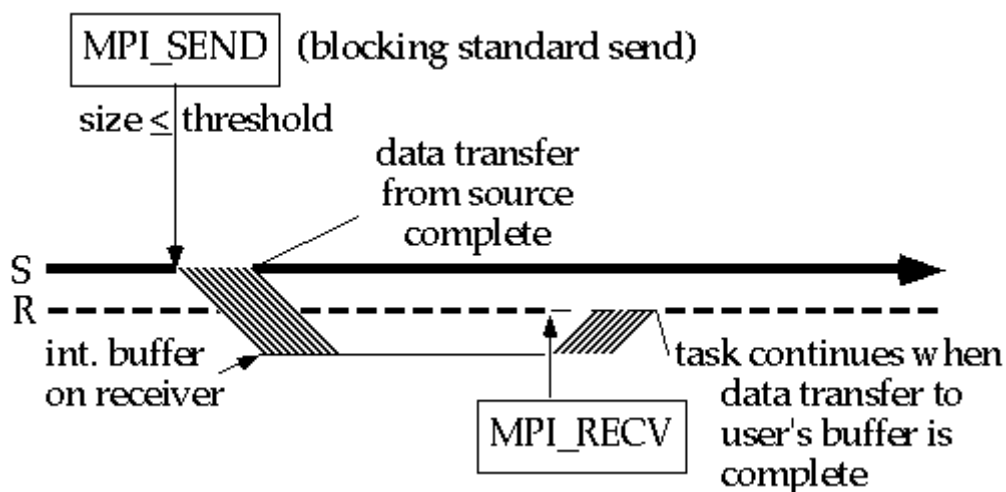 MPI_SEND (blocking standard send)
size ≤ threshold
data transfer
from source
complete
S
R
int. buffer
on receiver
MPI_RECV
task continues when
data transfer to
user's buffer is
complete